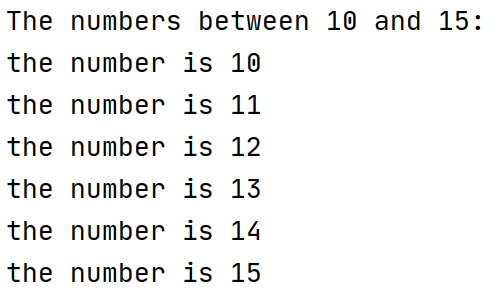 The numbers between 10 and 15:
the number is 10
the number is 11
the number is 12
the number is 13
the number is 14
the number is 15